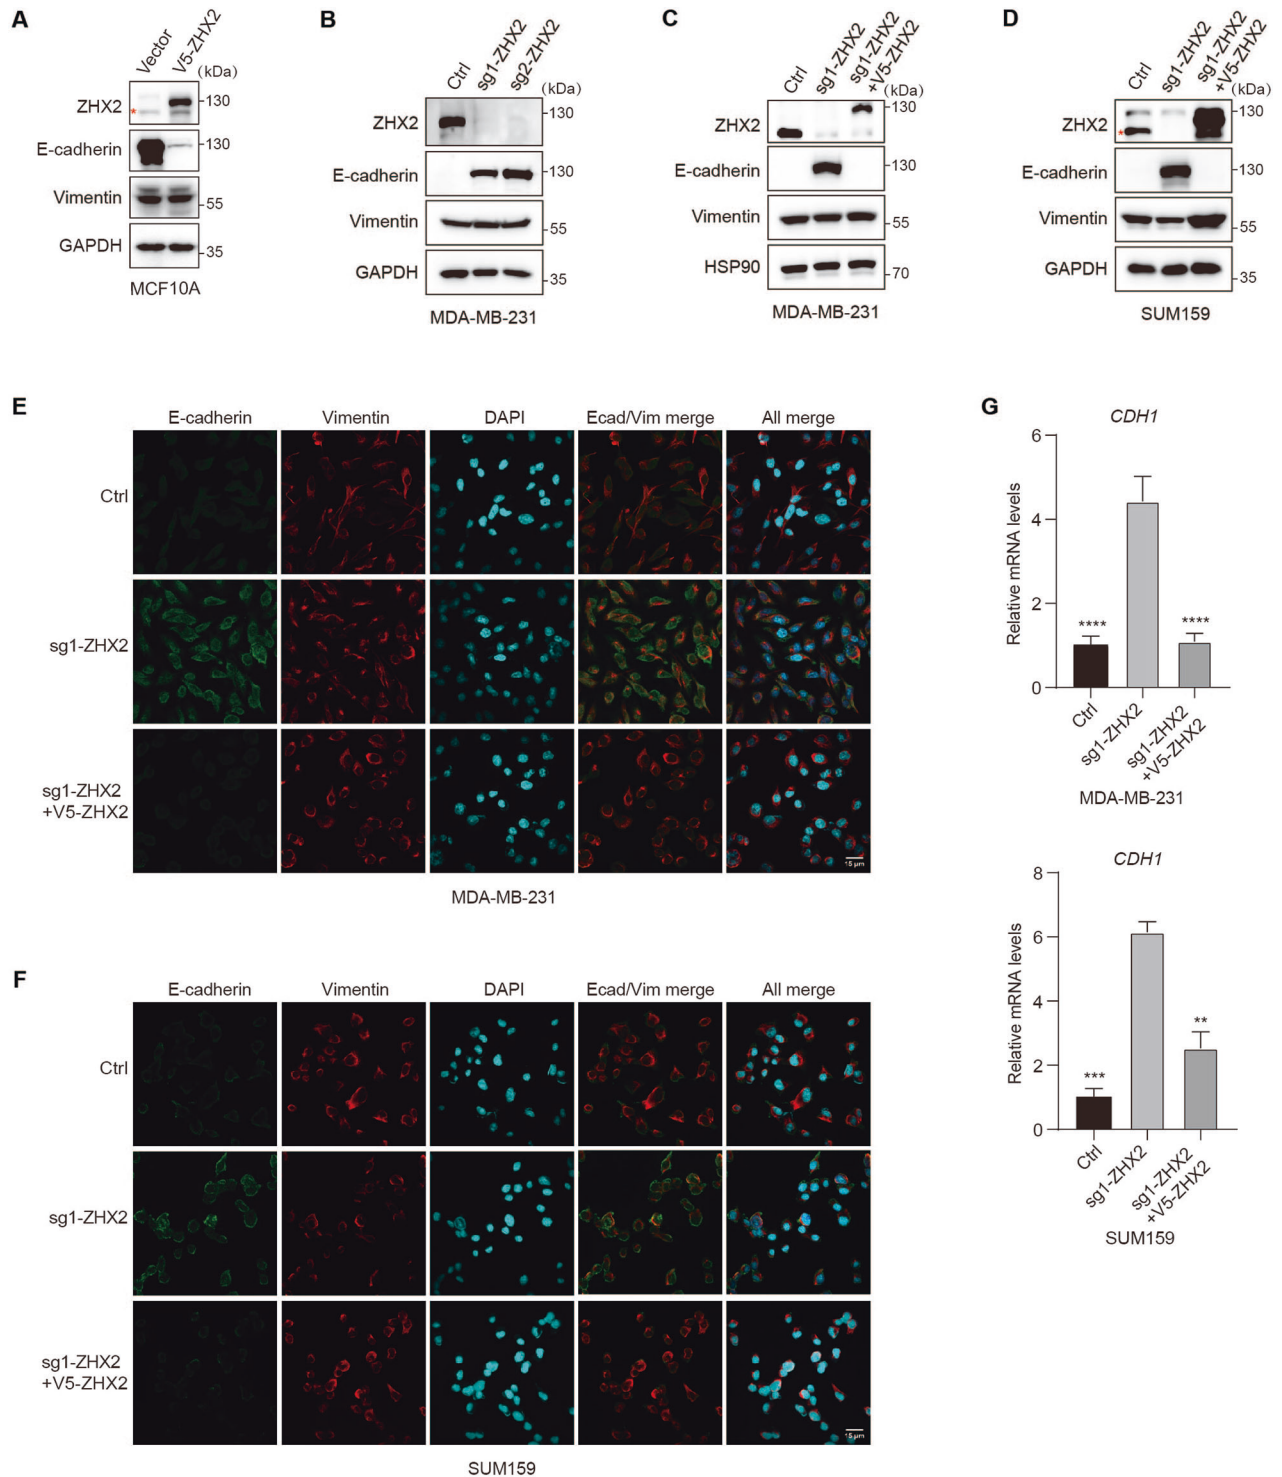 A
Vector
V5-ZHX2
(kDa)
ZHX2
*
130
E-cadherin
130
Vimentin
55
GAPDH
35
MCF10A
B
Ctrl
sg1-ZHX2
sg2-ZHX2
(kDa)
ZHX2
130
E-cadherin
130
Vimentin
55
GAPDH
35
MDA-MB-231
C
Ctrl
sg1-ZHX2
sg1-ZHX2
+V5-ZHX2
(kDa)
ZHX2
130
E-cadherin
130
Vimentin
55
HSP90
70
MDA-MB-231
D
Ctrl
sg1-ZHX2
sg1-ZHX2
+V5-ZHX2
(kDa)
ZHX2
*
130
E-cadherin
130
Vimentin
55
GAPDH
35
SUM159
E
E-cadherin
Vimentin
DAPI
Ecad/Vim merge
All merge
Ctrl
sg1-ZHX2
sg1-ZHX2
+V5-ZHX2
15 μm
MDA-MB-231
F
E-cadherin
Vimentin
DAPI
Ecad/Vim merge
All merge
Ctrl
sg1-ZHX2
sg1-ZHX2
+V5-ZHX2
15 μm
SUM159
G
CDH1
Relative mRNA levels
6
4
2
0
****
****
Ctrl
sg1-ZHX2
sg1-ZHX2
+V5-ZHX2
MDA-MB-231
CDH1
Relative mRNA levels
8
6
4
2
0
***
**
Ctrl
sg1-ZHX2
sg1-ZHX2
+V5-ZHX2
SUM159